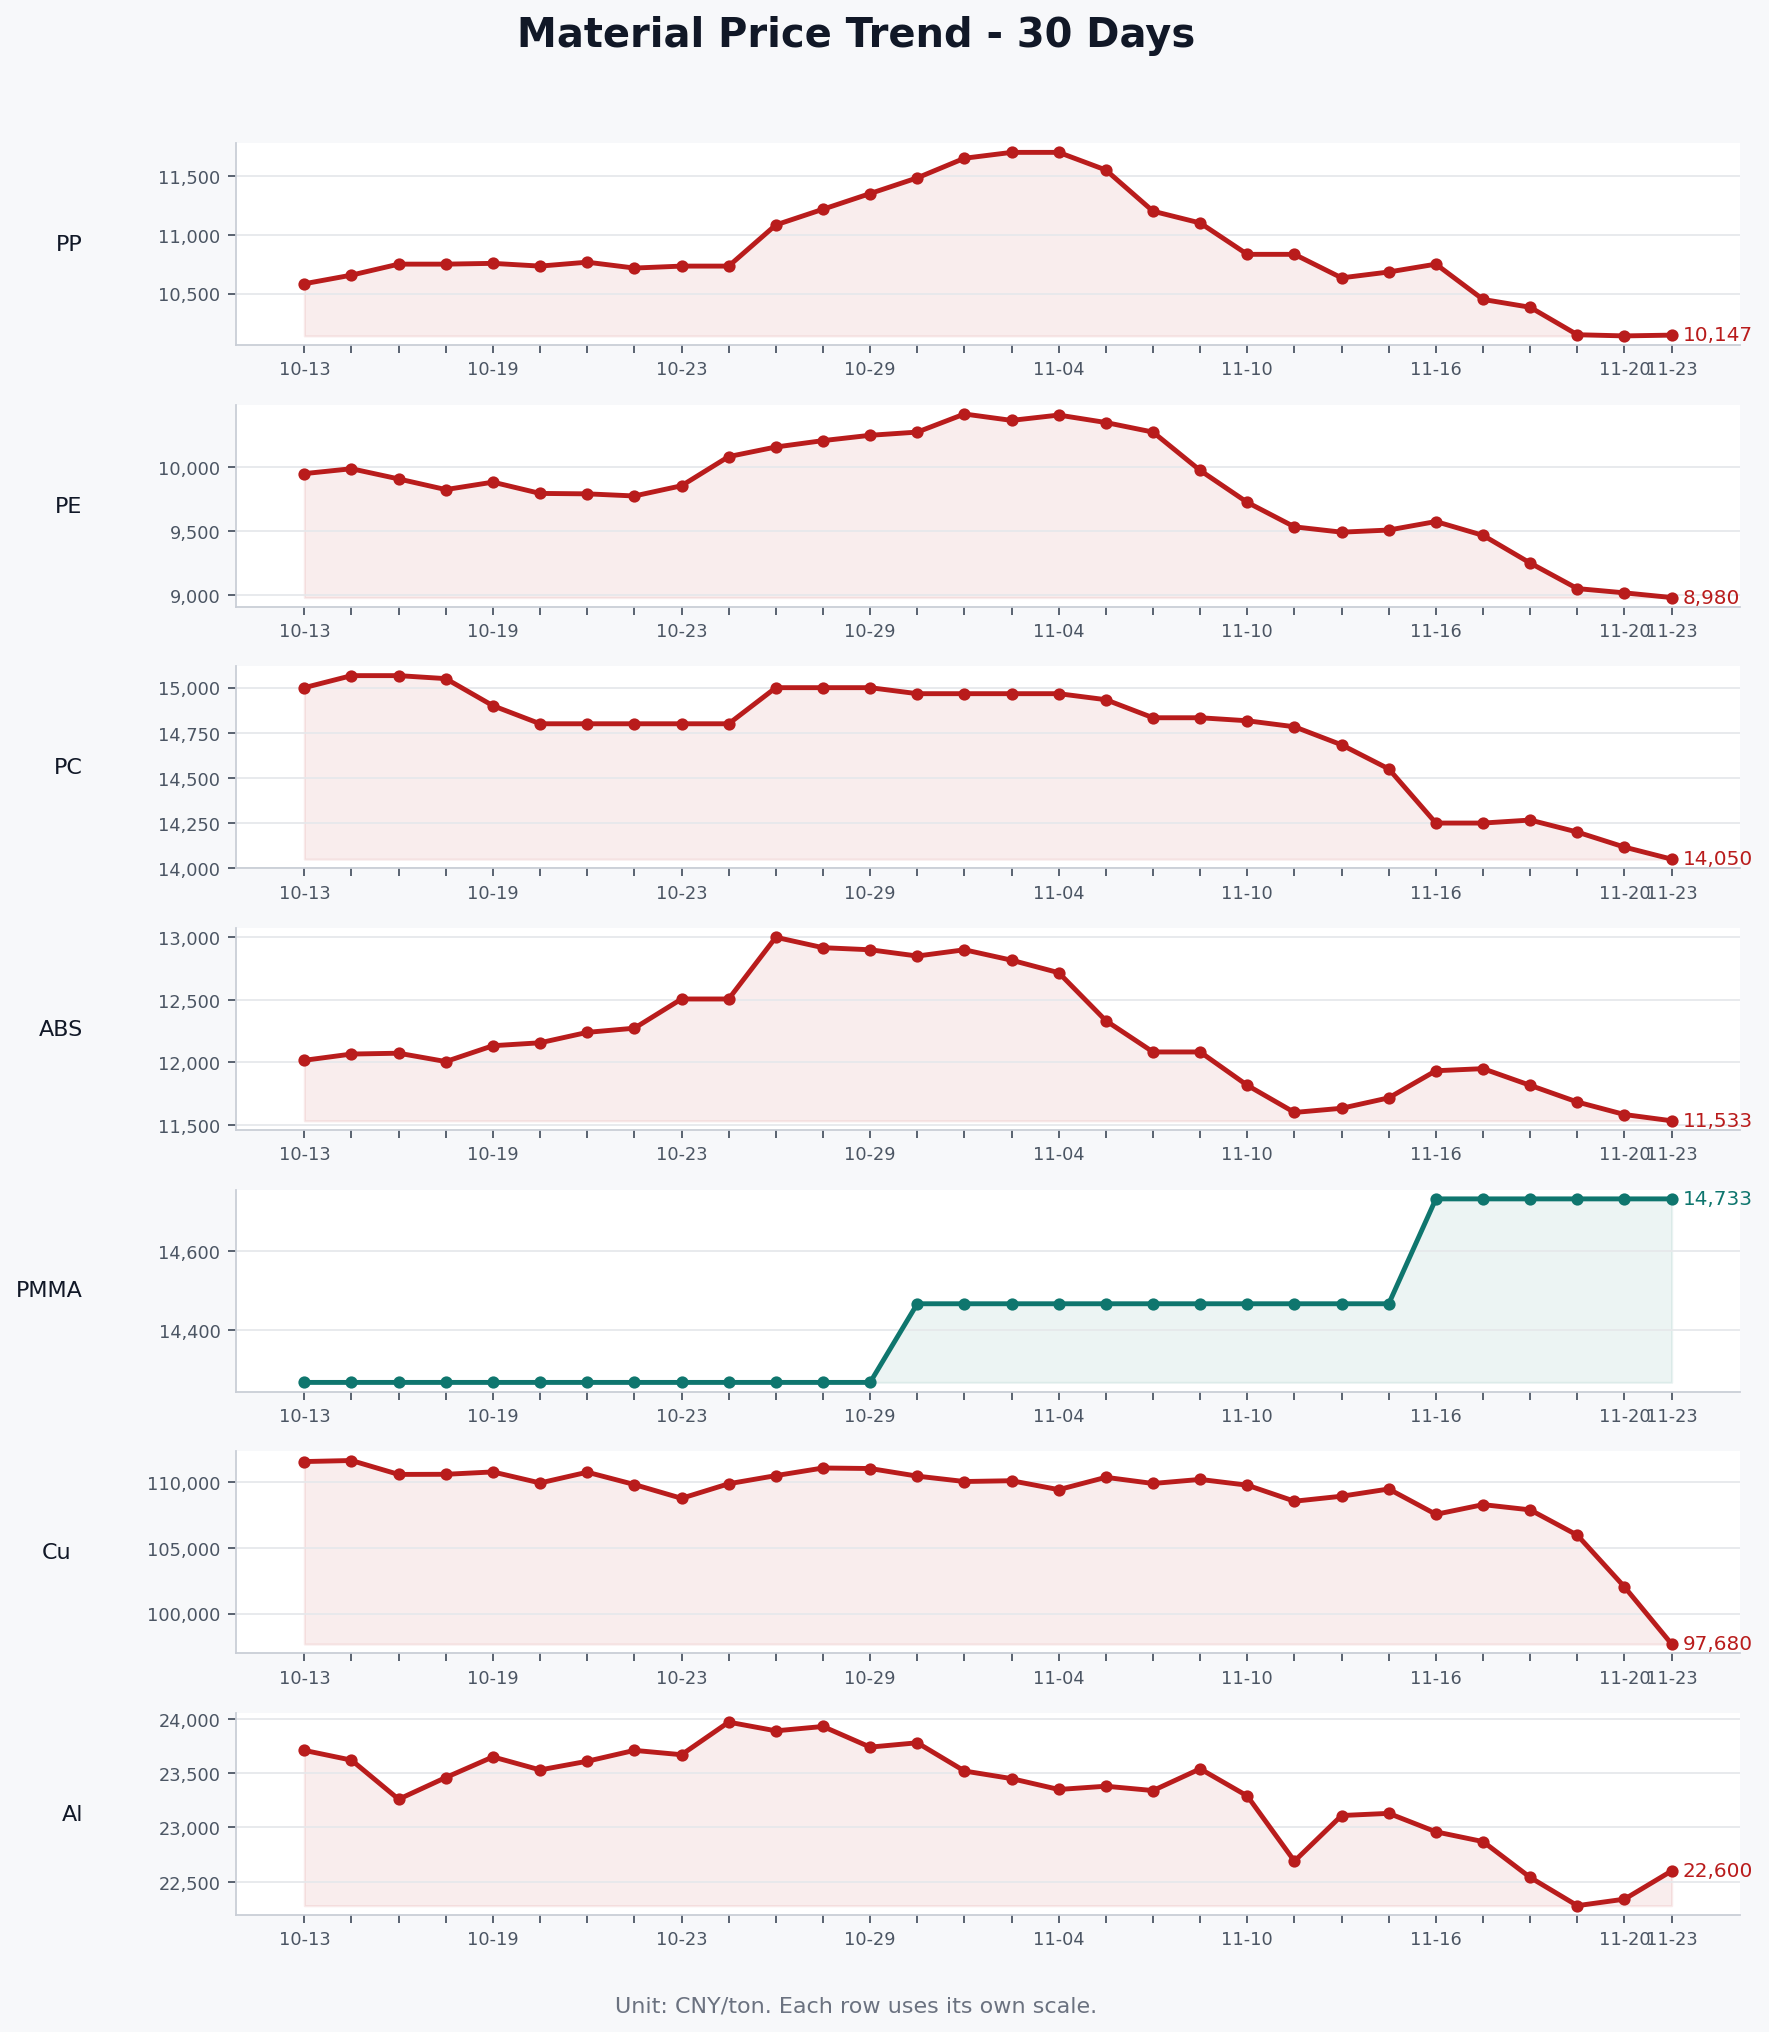 Material Price Trend - 30 Days
11,500
11,000
PP
10,500
10,147
10-13 10-19 10-23 10-29 11-04 11-10 11-16 11-20 11-23
10,000
PE
9,500
9,000
8,980
10-13 10-19 10-23 10-29 11-04 11-10 11-16 11-20 11-23
15,000
14,750
PC
14,500
14,250
14,050
14,000
10-13 10-19 10-23 10-29 11-04 11-10 11-16 11-20 11-23
13,000
12,500
ABS
12,000
11,533
11,500
10-13 10-19 10-23 10-29 11-04 11-10 11-16 11-20 11-23
14,733
14,600
PMMA
14,400
10-13 10-19 10-23 10-29 11-04 11-10 11-16 11-20 11-23
110,000
105,000
Cu
100,000
97,680
10-13 10-19 10-23 10-29 11-04 11-10 11-16 11-20 11-23
24,000
23,500
Al
23,000
22,600
22,500
10-13 10-19 10-23 10-29 11-04 11-10 11-16 11-20 11-23
Unit: CNY/ton. Each row uses its own scale.